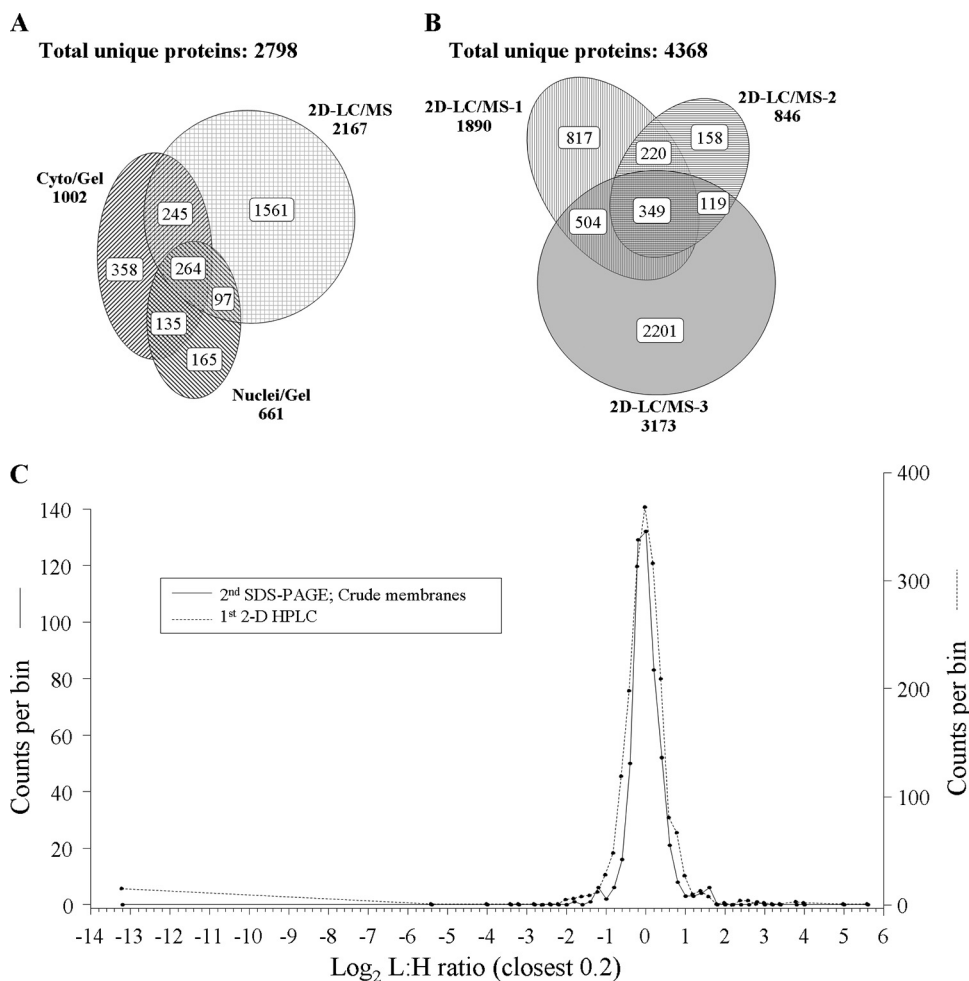 A
Total unique proteins: 2798
2D-LC/MS
2167
Cyto/Gel
1002
245
1561
358
264
97
135
165
Nuclei/Gel
661
B
Total unique proteins: 4368
2D-LC/MS-1
1890
2D-LC/MS-2
846
817
158
220
119
349
504
2201
2D-LC/MS-3
3173
C
140
120
100
80
60
40
20
0
Counts per bin
2nd SDS-PAGE; Crude membranes
1st 2-D HPLC
400
300
200
100
0
Counts per bin
-14 -13 -12 -11 -10 -9 -8 -7 -6 -5 -4 -3 -2 -1 0 1 2 3 4 5 6
Log2 L:H ratio (closest 0.2)